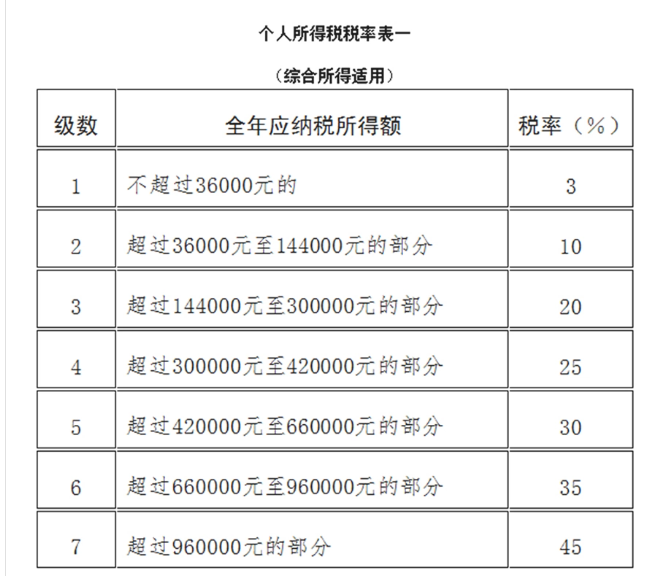 个人所得税税率表一
（综合所得适用）
级数 全年应纳税所得额 税率（%）
1 不超过36000元的 3
2 超过36000元至144000元的部分 10
3 超过144000元至300000元的部分 20
4 超过300000元至420000元的部分 25
5 超过420000元至660000元的部分 30
6 超过660000元至960000元的部分 35
7 超过960000元的部分 45